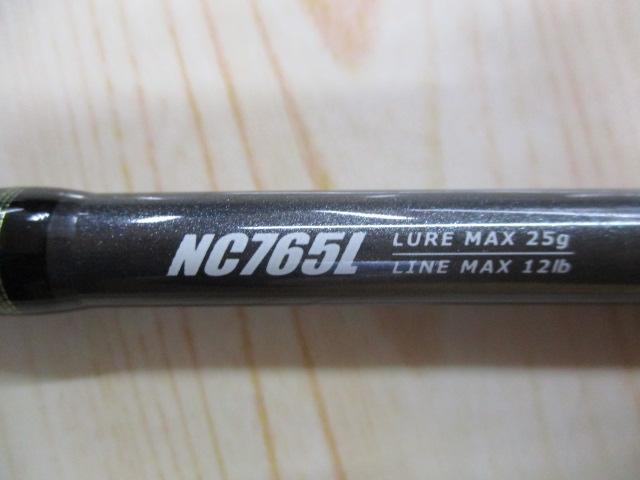 NC765L
LURE MAX 25g
LINE MAX 12lb